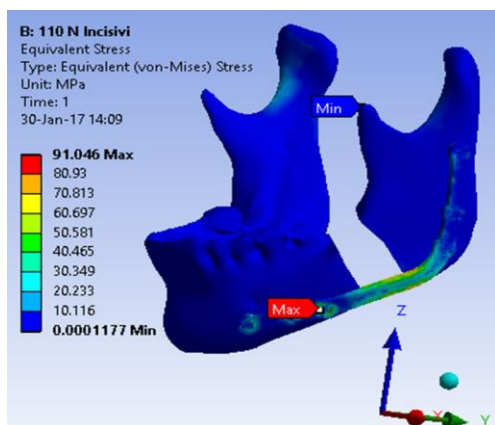 B: 110 N Incisivi
Equivalent Stress
Type: Equivalent (von-Mises) Stress
Unit: MPa
Time: 1
30-Jan-17 14:09
91.046 Max
80.93
70.813
60.697
50.581
40.465
30.349
20.233
10.116
0.0001177 Min
Min
Max
Z
X
Y